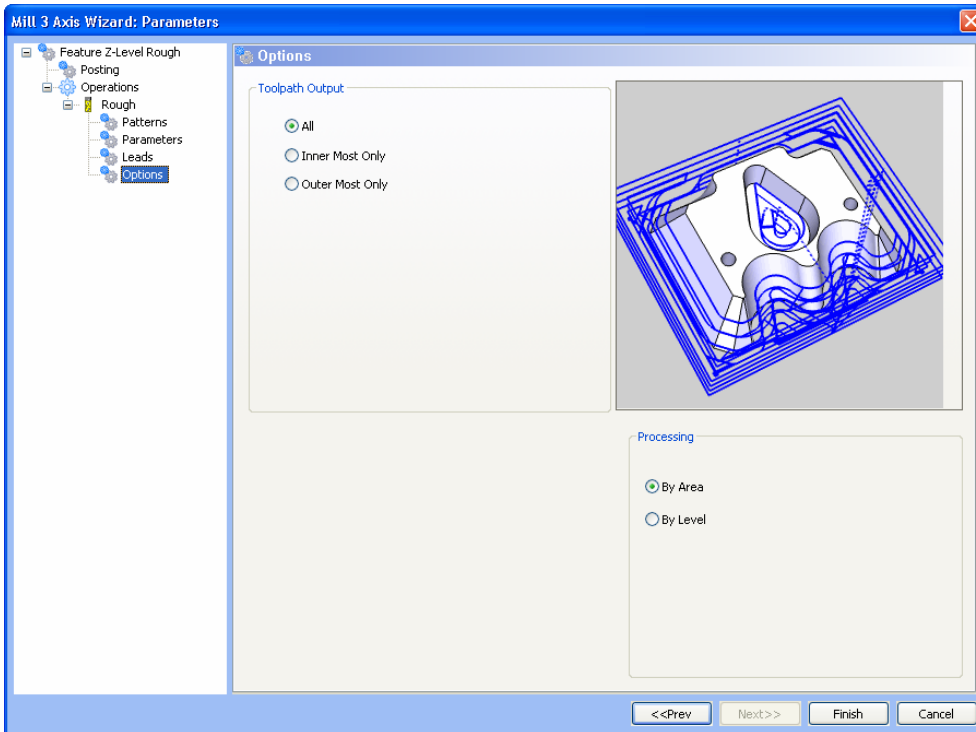 Mill 3 Axis Wizard: Parameters
Feature Z-Level Rough
Posting
Operations
Rough
Patterns
Parameters
Leads
Options
Options
Toolpath Output
All
Inner Most Only
Outer Most Only
Processing
By Area
By Level
<<Prev
Next>>
Finish
Cancel